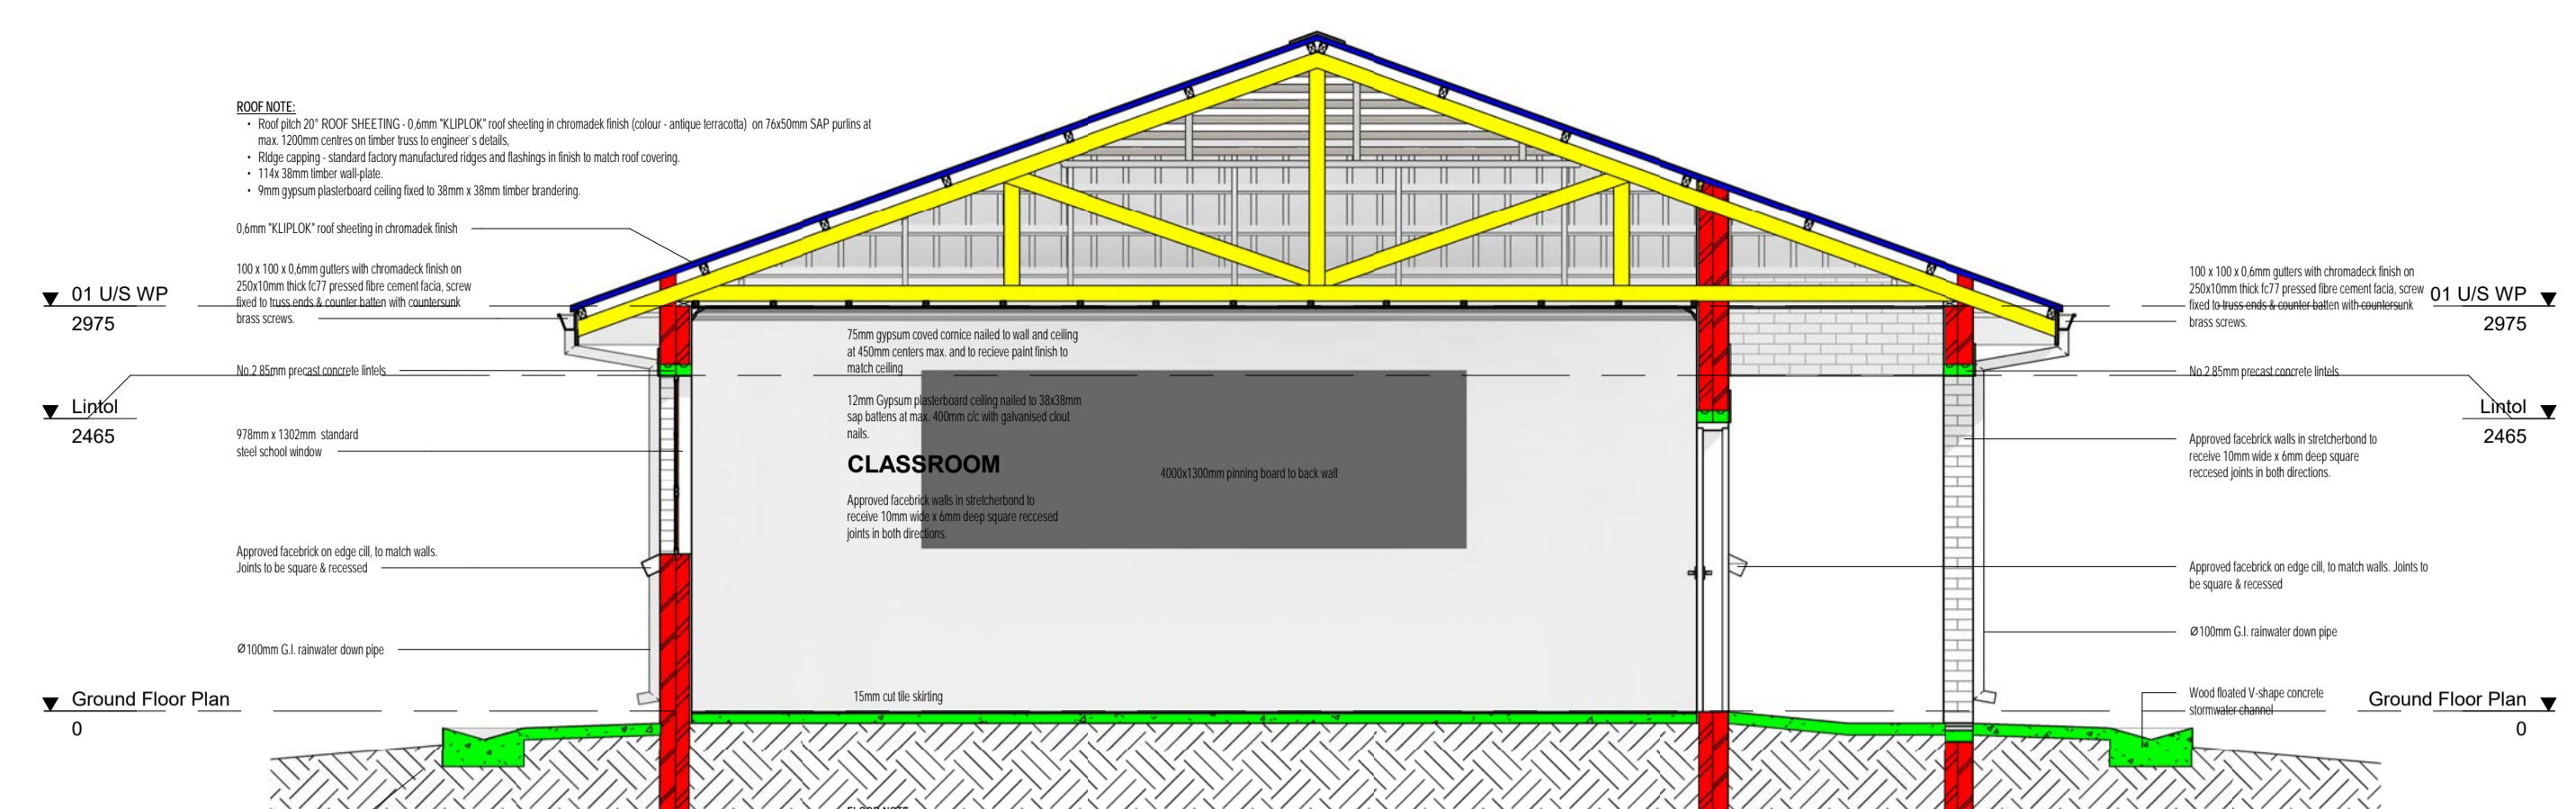 ROOF NOTE:
• Roof pitch 20° ROOF SHEETING - 0,6mm "KLIPLOK" roof sheeting in chromadek finish (colour - antique terracotta) on 76x50mm SAP purlins at
max. 1200mm centres on timber truss to engineer`s details,
• RIdge capping - standard factory manufactured ridges and flashings in finish to match roof covering.
• 114x 38mm timber wall-plate.
• 9mm gypsum plasterboard ceiling fixed to 38mm x 38mm timber brandering.
0,6mm "KLIPLOK" roof sheeting in chromadek finish
100 x 100 x 0,6mm gutters with chromadeck finish on
250x10mm thick fc77 pressed fibre cement facia, screw
fixed to truss ends & counter batten with countersunk
brass screws.
01 U/S WP
2975
No.2 85mm precast concrete lintels
Lintol
2465
978mm x 1302mm standard
steel school window
Approved facebrick on edge cill, to match walls.
Joints to be square & recessed
Ø100mm G.I. rainwater down pipe
Ground Floor Plan
0
75mm gypsum coved cornice nailed to wall and ceiling
at 450mm centers max. and to recieve paint finish to
match ceiling
12mm Gypsum plasterboard ceiling nailed to 38x38mm
sap battens at max. 400mm c/c with galvanised clout
nails.
CLASSROOM
4000x1300mm pinning board to back wall
Approved facebrick walls in stretcherbond to
receive 10mm wide x 6mm deep square reccesed
joints in both directions.
15mm cut tile skirting
100 x 100 x 0,6mm gutters with chromadeck finish on
250x10mm thick fc77 pressed fibre cement facia, screw
fixed to truss ends & counter batten with countersunk
brass screws.
01 U/S WP
2975
No.2 85mm precast concrete lintels
Lintol
2465
Approved facebrick walls in stretcherbond to
receive 10mm wide x 6mm deep square
reccesed joints in both directions.
Approved facebrick on edge cill, to match walls. Joints to
be square & recessed
Ø100mm G.I. rainwater down pipe
Wood floated V-shape concrete
stormwater channel
Ground Floor Plan
0